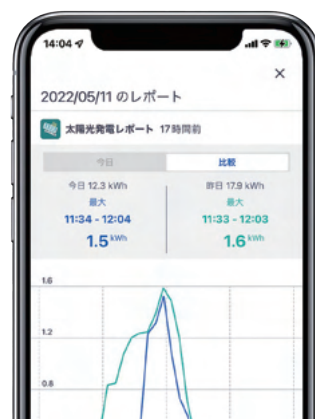 14:04
2022/05/11 のレポート
太陽光発電レポート 17時間前
今日 比較
今日 12.3 kWh 昨日 17.9 kWh
最大 最大
11:34 - 12:04 11:33 - 12:03
1.5 kWh 1.6 kWh
1.6
1.2
0.8